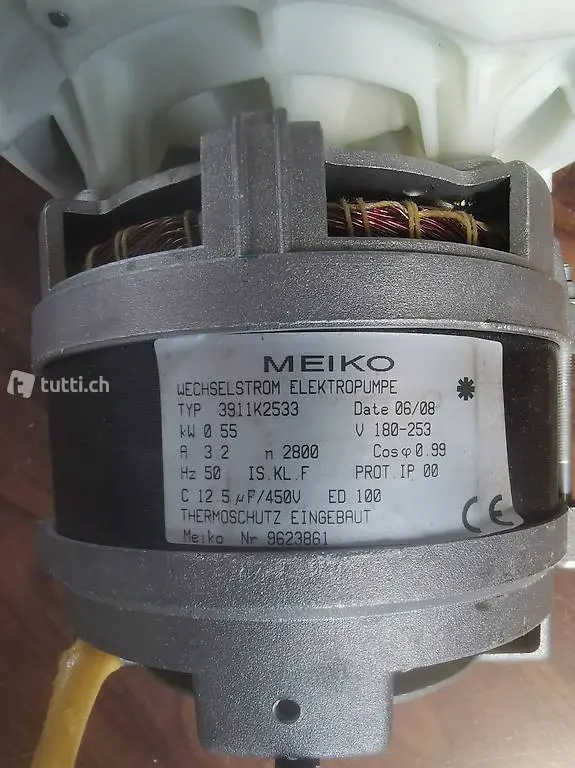 MEIKO
WECHSELSTROM ELEKTROPUMPE
TYP 3911K2533 Date 06/08
kW 0 55 V 180-253
A 3 2 n 2800 Cosφ 0.99
Hz 50 IS.KL.F PROT.IP 00
C 12 5µF/450V ED 100
THERMOSCHUTZ EINGEBAUT
Meiko Nr 9623861
CE
tutti.ch